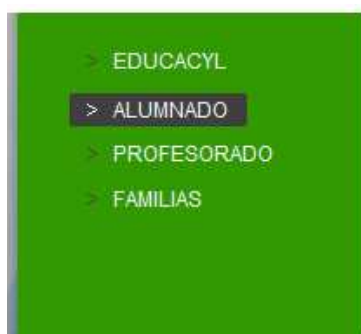 > EDUCACYL
> ALUMNADO
> PROFESORADO
> FAMILIAS